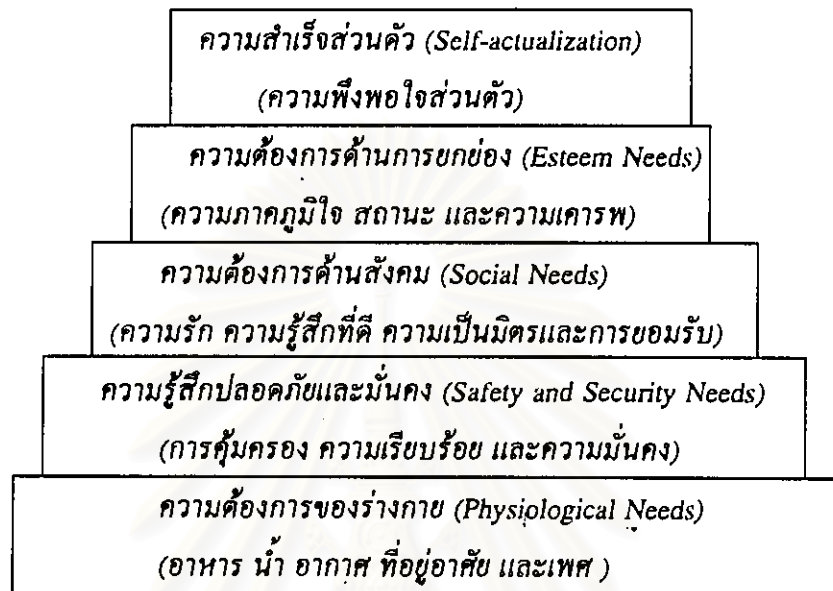 ความสำเร็จส่วนตัว (Self-actualization)
(ความพึงพอใจส่วนตัว)
ความต้องการด้านการยกย่อง (Esteem Needs)
(ความภาคภูมิใจ สถานะ และความเคารพ)
ความต้องการด้านสังคม (Social Needs)
(ความรัก ความรู้สึกที่ดี ความเป็นมิตรและการยอมรับ)
ความรู้สึกปลอดภัยและมั่นคง (Safety and Security Needs)
(การคุ้มครอง ความเรียบร้อย และความมั่นคง)
ความต้องการของร่างกาย (Physiological Needs)
(อาหาร น้ำ อากาศ ที่อยู่อาศัย และเพศ )